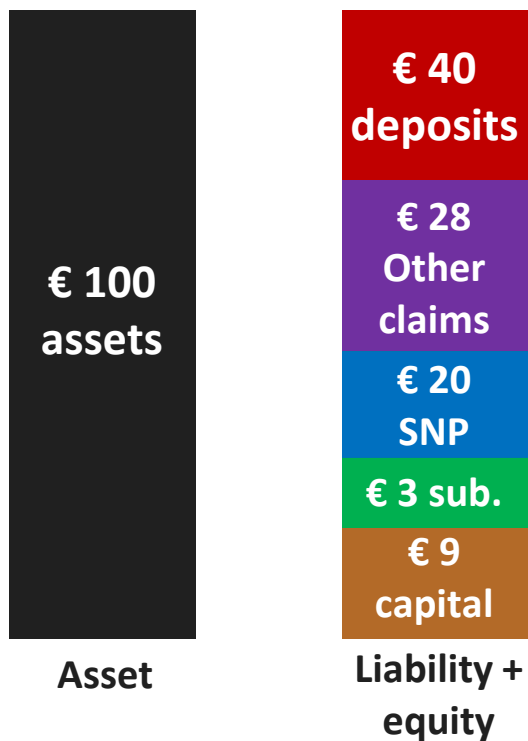 € 100
assets
Asset
€ 40
deposits
€ 28
Other
claims
€ 20
SNP
€ 3 sub.
€ 9
capital
Liability +
equity